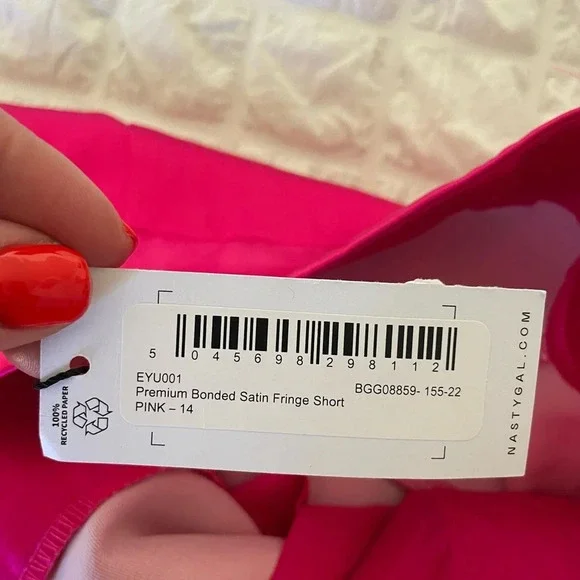 5 045698 298112
EYU001 BGG08859- 155-22
Premium Bonded Satin Fringe Short
PINK – 14
100%
RECYCLED PAPER
NASTYGAL.COM